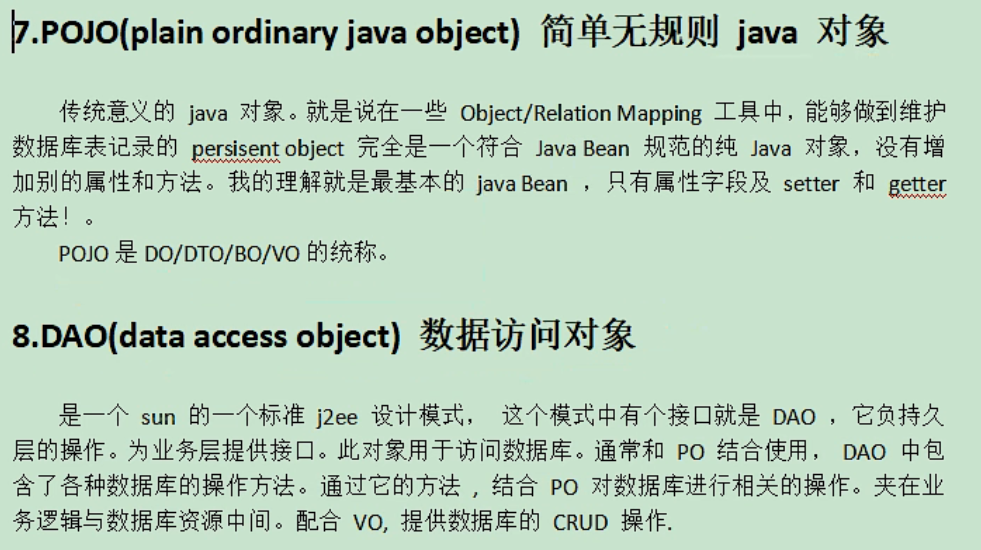 7.POJO(plain ordinary java object) 简单无规则 java 对象
传统意义的 java 对象。就是说在一些 Object/Relation Mapping 工具中，能够做到维护
数据库表记录的 persisent object 完全是一个符合 Java Bean 规范的纯 Java 对象，没有增
加别的属性和方法。我的理解就是最基本的 java Bean ，只有属性字段及 setter 和 getter
方法！。
POJO 是 DO/DTO/BO/VO 的统称。
8.DAO(data access object) 数据访问对象
是一个 sun 的一个标准 j2ee 设计模式， 这个模式中有个接口就是 DAO ，它负持久
层的操作。为业务层提供接口。此对象用于访问数据库。通常和 PO 结合使用， DAO 中包
含了各种数据库的操作方法。通过它的方法 , 结合 PO 对数据库进行相关的操作。夹在业
务逻辑与数据库资源中间。配合 VO, 提供数据库的 CRUD 操作.